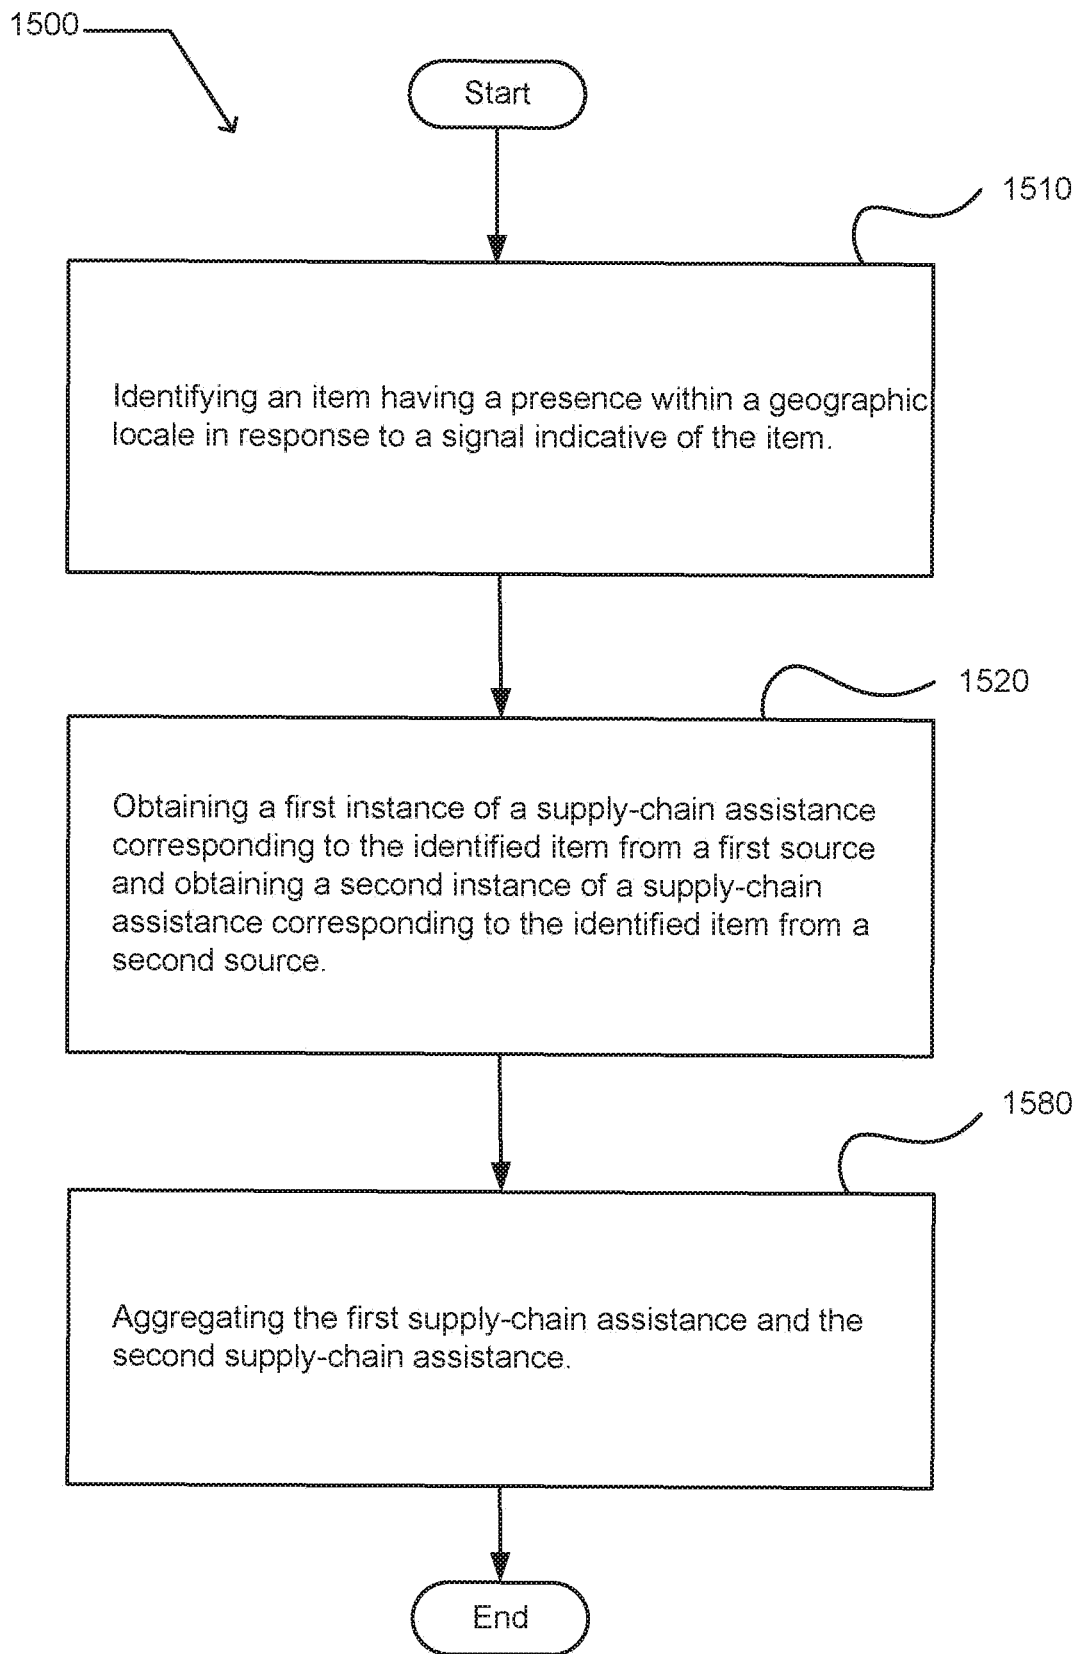 1500
Start
1510
Identifying an item having a presence within a geographic
locale in response to a signal indicative of the item.
1520
Obtaining a first instance of a supply-chain assistance
corresponding to the identified item from a first source
and obtaining a second instance of a supply-chain
assistance corresponding to the identified item from a
second source.
1580
Aggregating the first supply-chain assistance and the
second supply-chain assistance.
End